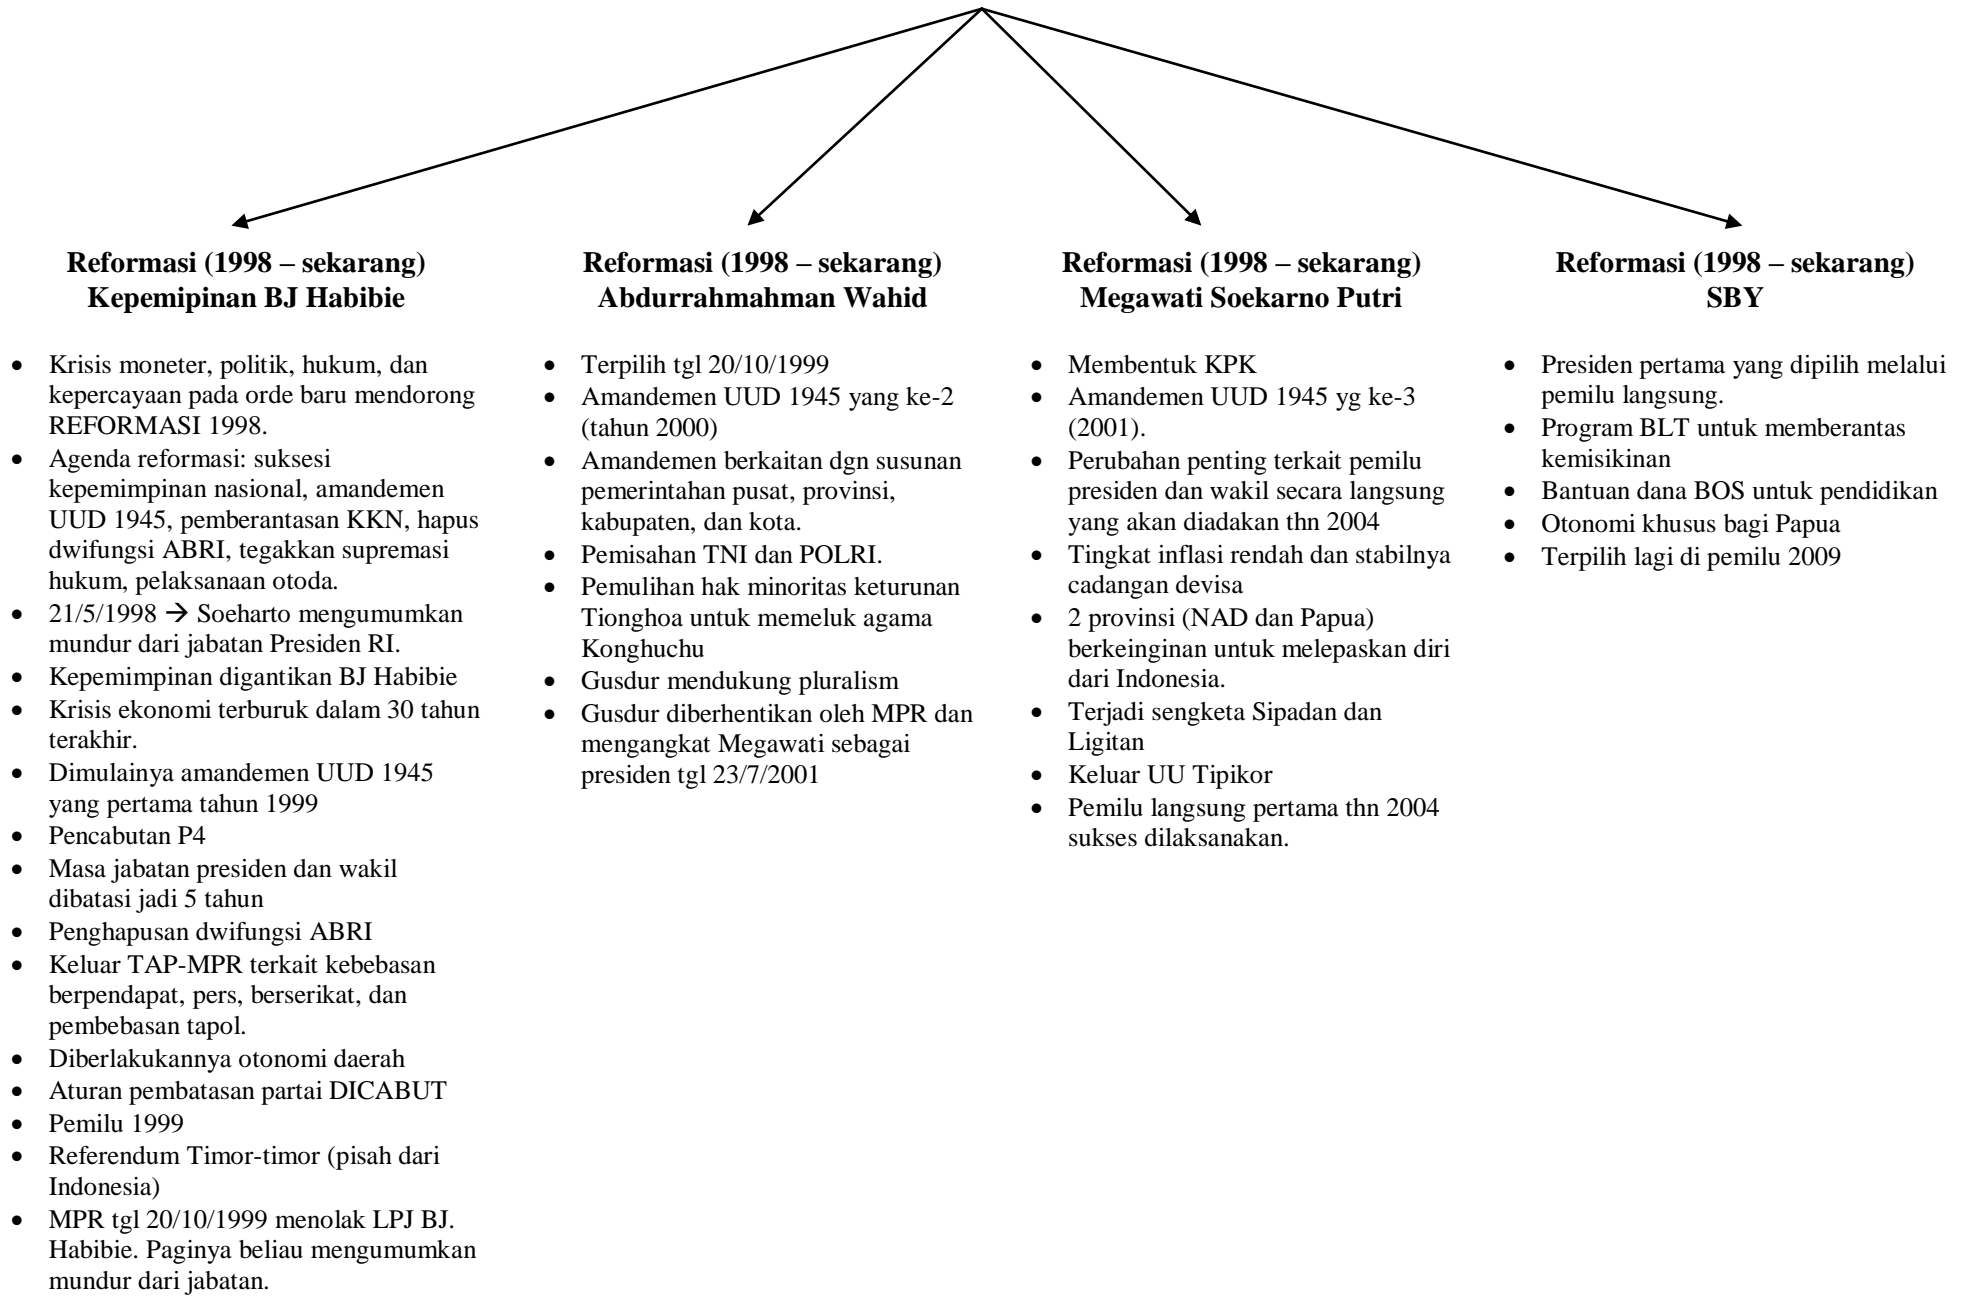 Reformasi (1998 – sekarang)
Kepemipinan BJ Habibie
• Krisis moneter, politik, hukum, dan
kepercayaan pada orde baru mendorong
REFORMASI 1998.
• Agenda reformasi: suksesi
kepemimpinan nasional, amandemen
UUD 1945, pemberantasan KKN, hapus
dwifungsi ABRI, tegakkan supremasi
hukum, pelaksanaan otoda.
• 21/5/1998 → Soeharto mengumumkan
mundur dari jabatan Presiden RI.
• Kepemimpinan digantikan BJ Habibie
• Krisis ekonomi terburuk dalam 30 tahun
terakhir.
• Dimulainya amandemen UUD 1945
yang pertama tahun 1999
• Pencabutan P4
• Masa jabatan presiden dan wakil
dibatasi jadi 5 tahun
• Penghapusan dwifungsi ABRI
• Keluar TAP-MPR terkait kebebasan
berpendapat, pers, berserikat, dan
pembebasan tapol.
• Diberlakukannya otonomi daerah
• Aturan pembatasan partai DICABUT
• Pemilu 1999
• Referendum Timor-timor (pisah dari
Indonesia)
• MPR tgl 20/10/1999 menolak LPJ BJ.
Habibie. Paginya beliau mengumumkan
mundur dari jabatan.
Reformasi (1998 – sekarang)
Abdurrahmahman Wahid
• Terpilih tgl 20/10/1999
• Amandemen UUD 1945 yang ke-2
(tahun 2000)
• Amandemen berkaitan dgn susunan
pemerintahan pusat, provinsi,
kabupaten, dan kota.
• Pemisahan TNI dan POLRI.
• Pemulihan hak minoritas keturunan
Tionghoa untuk memeluk agama
Konghuchu
• Gusdur mendukung pluralism
• Gusdur diberhentikan oleh MPR dan
mengangkat Megawati sebagai
presiden tgl 23/7/2001
Reformasi (1998 – sekarang)
Megawati Soekarno Putri
• Membentuk KPK
• Amandemen UUD 1945 yg ke-3
(2001).
• Perubahan penting terkait pemilu
presiden dan wakil secara langsung
yang akan diadakan thn 2004
• Tingkat inflasi rendah dan stabilnya
cadangan devisa
• 2 provinsi (NAD dan Papua)
berkeinginan untuk melepaskan diri
dari Indonesia.
• Terjadi sengketa Sipadan dan
Ligitan
• Keluar UU Tipikor
• Pemilu langsung pertama thn 2004
sukses dilaksanakan.
Reformasi (1998 – sekarang)
SBY
• Presiden pertama yang dipilih melalui
pemilu langsung.
• Program BLT untuk memberantas
kemisikinan
• Bantuan dana BOS untuk pendidikan
• Otonomi khusus bagi Papua
• Terpilih lagi di pemilu 2009